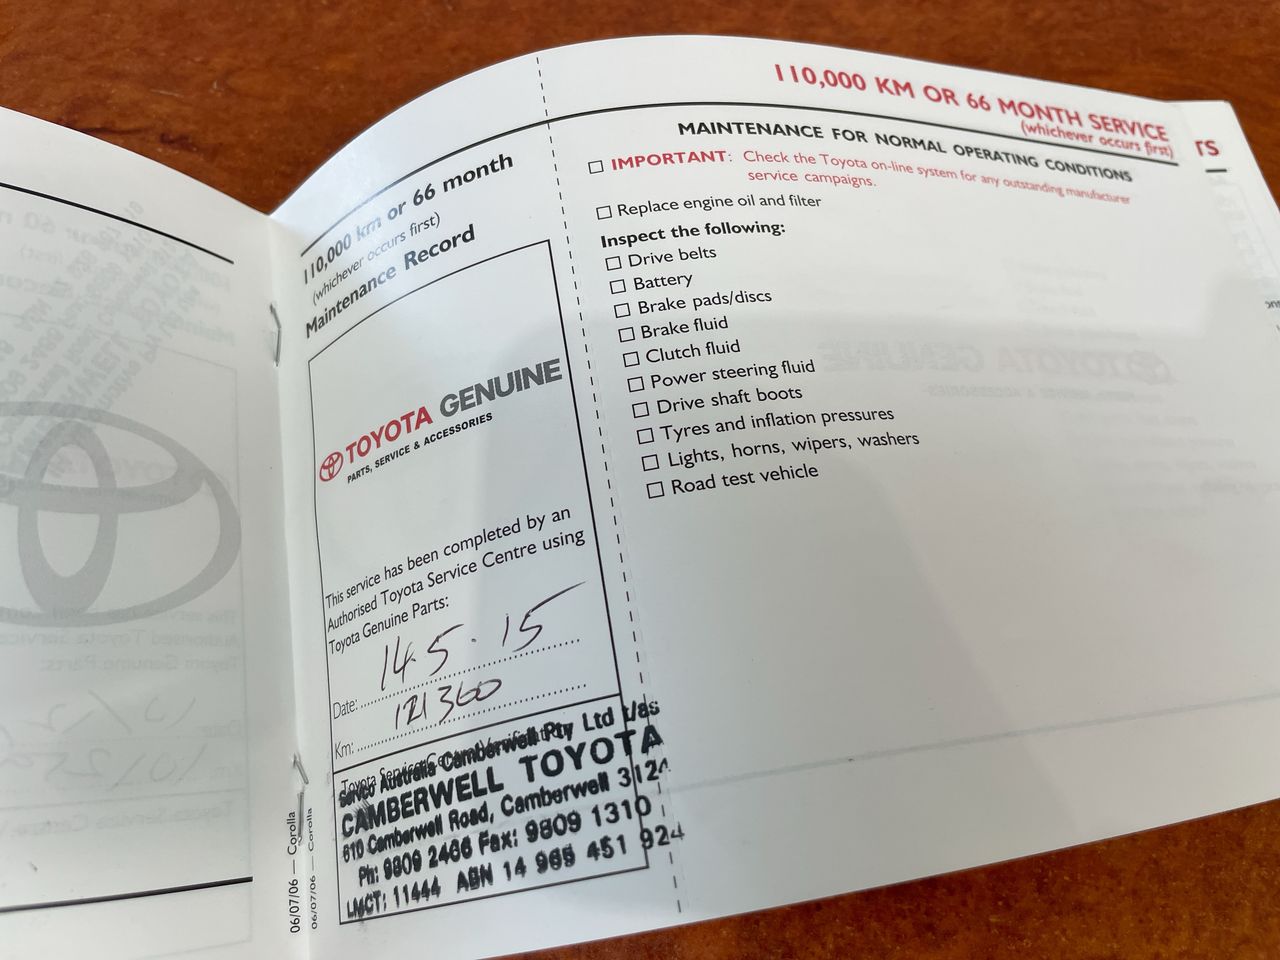 110,000 km or 66 month
(whichever occurs first)
Maintenance Record
TOYOTA GENUINE
PARTS, SERVICE & ACCESSORIES
This service has been completed by an
Authorised Toyota Service Centre using
Toyota Genuine Parts:
Date: 14.5.15
Km: 121360
Camberwell Pty Ltd t/as
CAMBERWELL TOYOTA
610 Camberwell Road, Camberwell 3124
Ph: 9809 2466 Fax: 9809 1310
LMCT: 11444 ABN 14 969 451 924
06/07/06 — Corolla
06/07/06 — Corolla
110,000 KM OR 66 MONTH SERVICE
(whichever occurs first)
MAINTENANCE FOR NORMAL OPERATING CONDITIONS
IMPORTANT: Check the Toyota on-line system for any outstanding manufacturer
service campaigns.
Replace engine oil and filter
Inspect the following:
Drive belts
Battery
Brake pads/discs
Brake fluid
Clutch fluid
Power steering fluid
Drive shaft boots
Tyres and inflation pressures
Lights, horns, wipers, washers
Road test vehicle